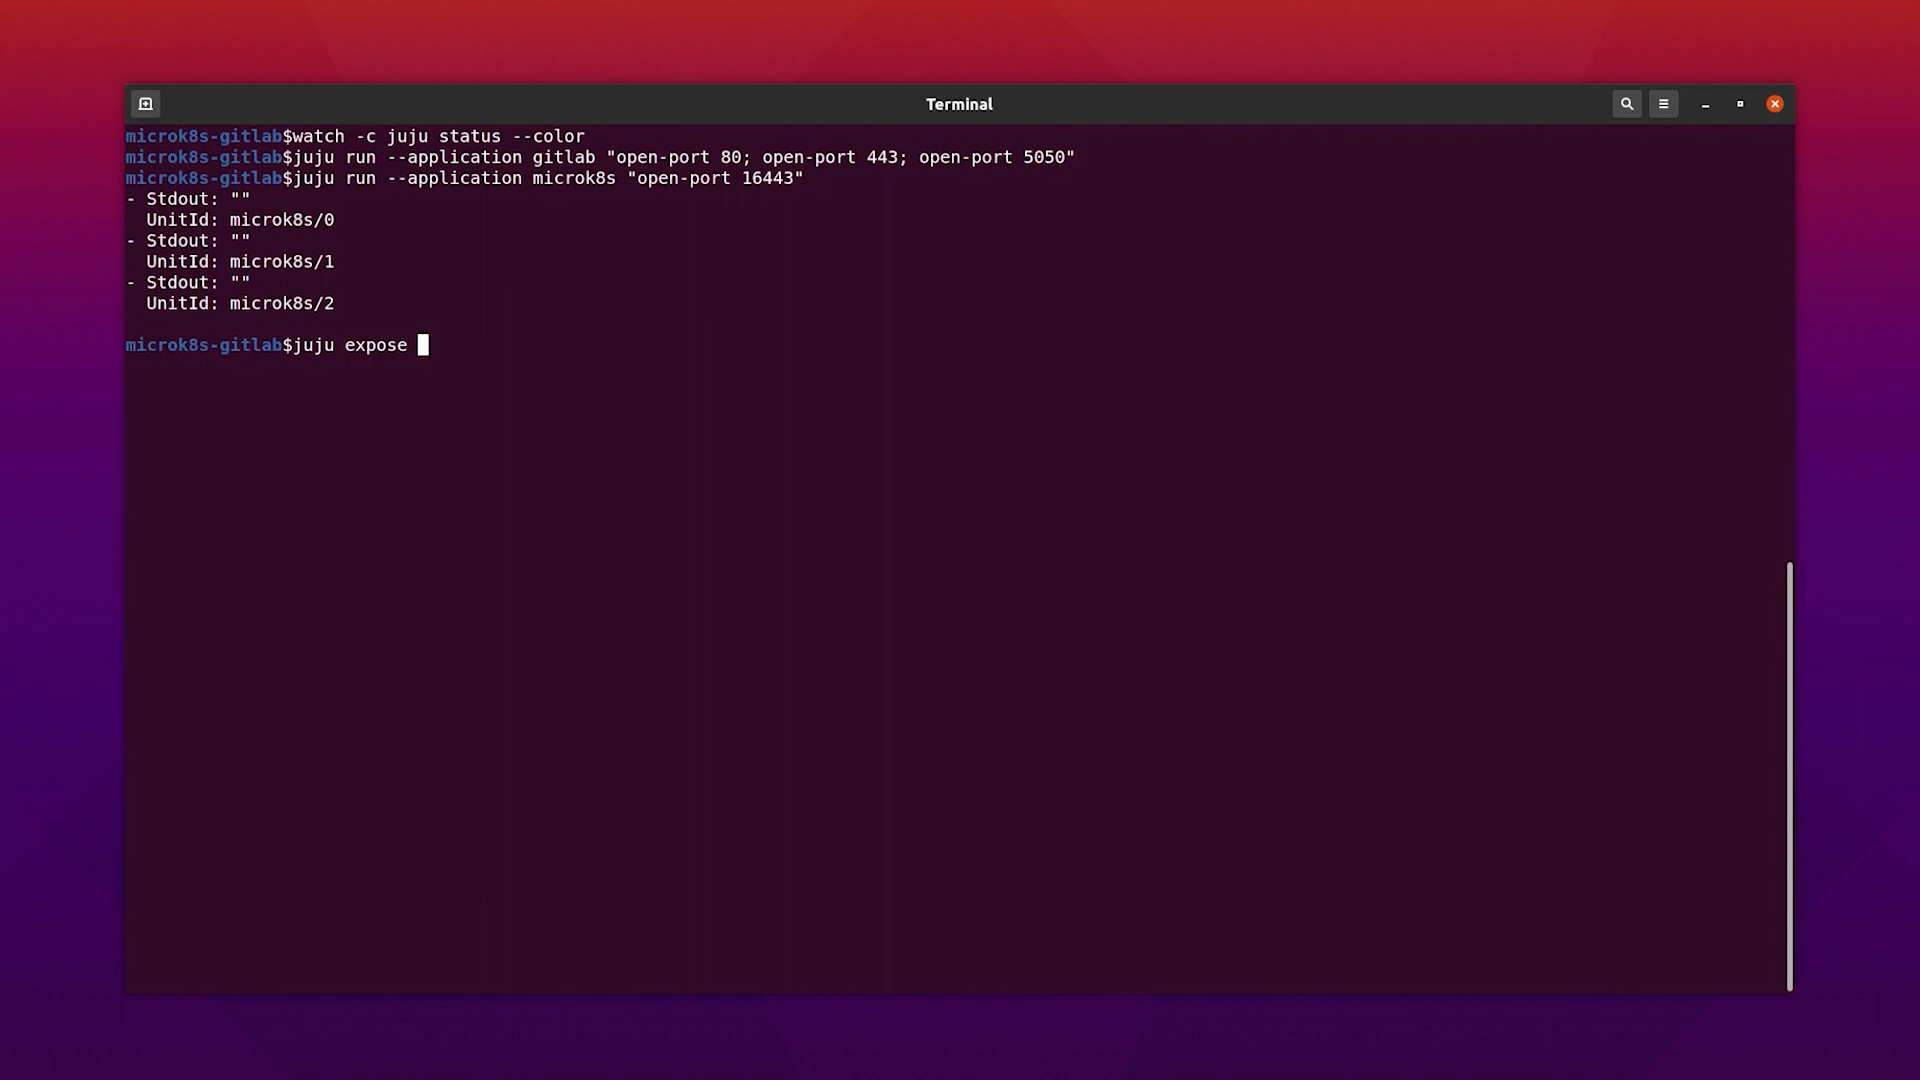 Terminal
microk8s-gitlab$watch -c juju status --color
microk8s-gitlab$juju run --application gitlab "open-port 80; open-port 443; open-port 5050"
microk8s-gitlab$juju run --application microk8s "open-port 16443"
- Stdout: ""
  UnitId: microk8s/0
- Stdout: ""
  UnitId: microk8s/1
- Stdout: ""
  UnitId: microk8s/2
microk8s-gitlab$juju expose